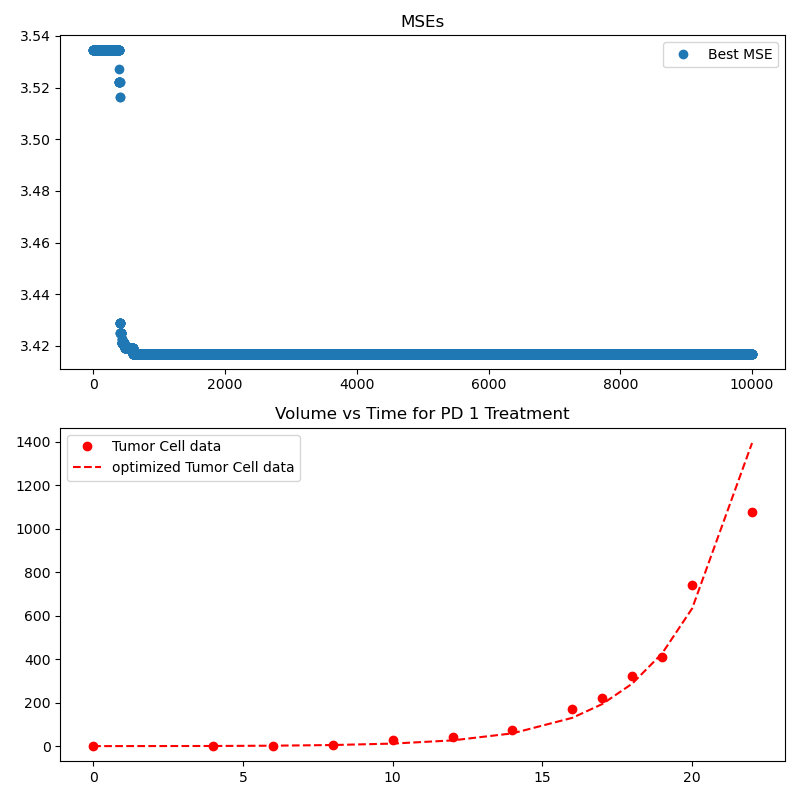 MSEs
3.54
3.52
3.50
3.48
3.46
3.44
3.42
Best MSE
0 2000 4000 6000 8000 10000
Volume vs Time for PD 1 Treatment
1400
1200
1000
800
600
400
200
0
Tumor Cell data
optimized Tumor Cell data
0 5 10 15 20